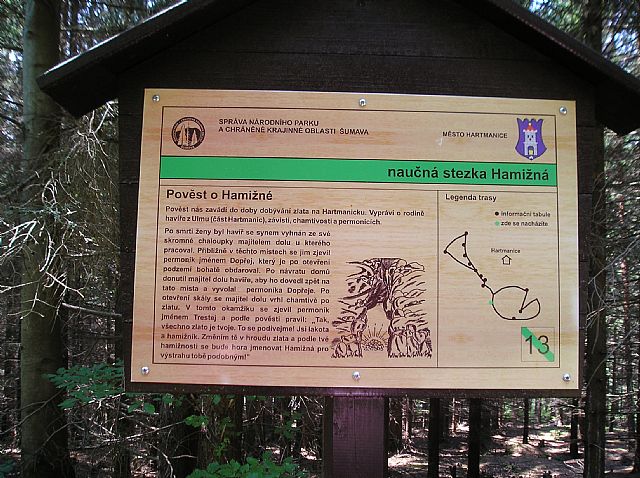 SPRÁVA NÁRODNÍHO PARKU
A CHRÁNĚNÉ KRAJINNÉ OBLASTI ŠUMAVA
MĚSTO HARTMANICE
naučná stezka Hamižná
Pověst o Hamižné
Pověst nás zavádí do doby dobývání zlata na Hartmanicku. Vypráví o rodině
havíře z Ulmu (část Hartmanic), závisti, chamtivosti a permonících.
Po smrti ženy byl havíř se synem vyhnán ze své
skromné chaloupky majitelem dolu u kterého
pracoval. Přibližně v těchto místech se jim zjevil
permoník jménem Dopřej, který je po otevření
podzemí bohatě obdaroval. Po návratu domů
donutil majitel dolu havíře, aby ho dovedl zpět na
tato místa a vyvolal permoníka Dopřeje. Po
otevření skály se majitel dolu vrhl chamtivě po
zlatu. V tomto okamžiku se zjevil permoník
jménem Trestej a podle pověsti pravil: „Tak
všechno zlato je tvoje. To se podívejme! Jsi lakota
a hamižník. Změním tě v hroudu zlata a podle tvé
hamižnosti se bude hora jmenovat Hamižná pro
výstrahu tobě podobným!"
Legenda trasy
informační tabule
zde se nacházíte
Hartmanice
13